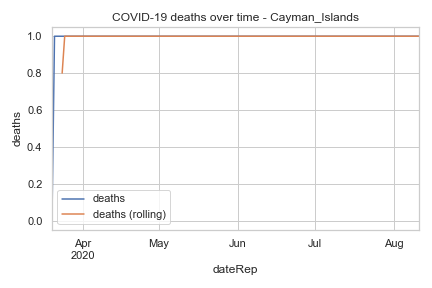 COVID-19 deaths over time - Cayman_Islands
1.0
0.8
0.6
0.4
0.2
0.0
deaths
deaths
deaths (rolling)
Apr
2020
May
Jun
Jul
Aug
dateRep